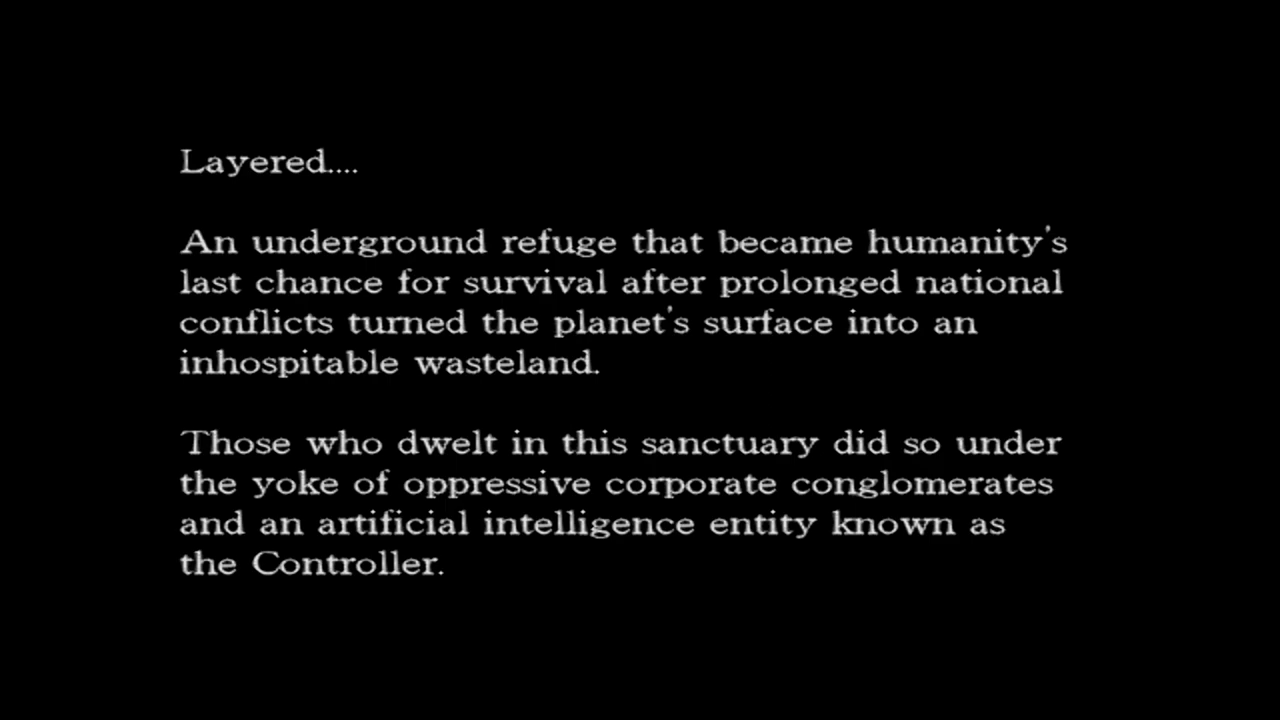 Layered....
An underground refuge that became humanity's
last chance for survival after prolonged national
conflicts turned the planet's surface into an
inhospitable wasteland.
Those who dwelt in this sanctuary did so under
the yoke of oppressive corporate conglomerates
and an artificial intelligence entity known as
the Controller.